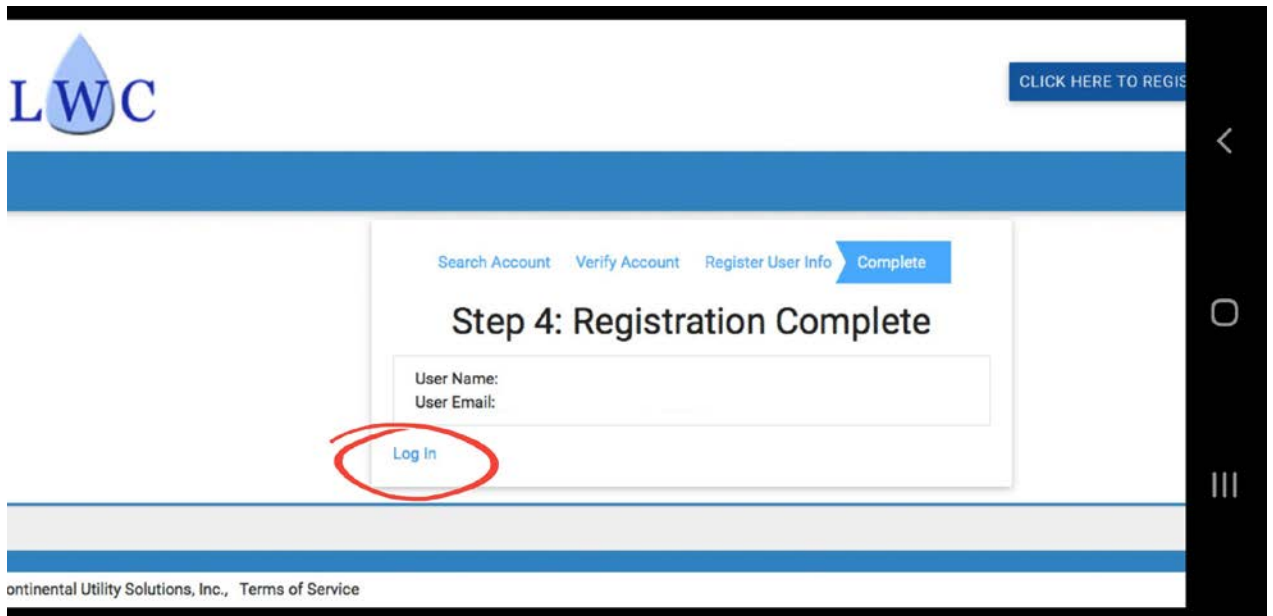 LWC
CLICK HERE TO REGIS
Search Account Verify Account Register User Info Complete
Step 4: Registration Complete
User Name:
User Email:
Log In
ontinental Utility Solutions, Inc., Terms of Service